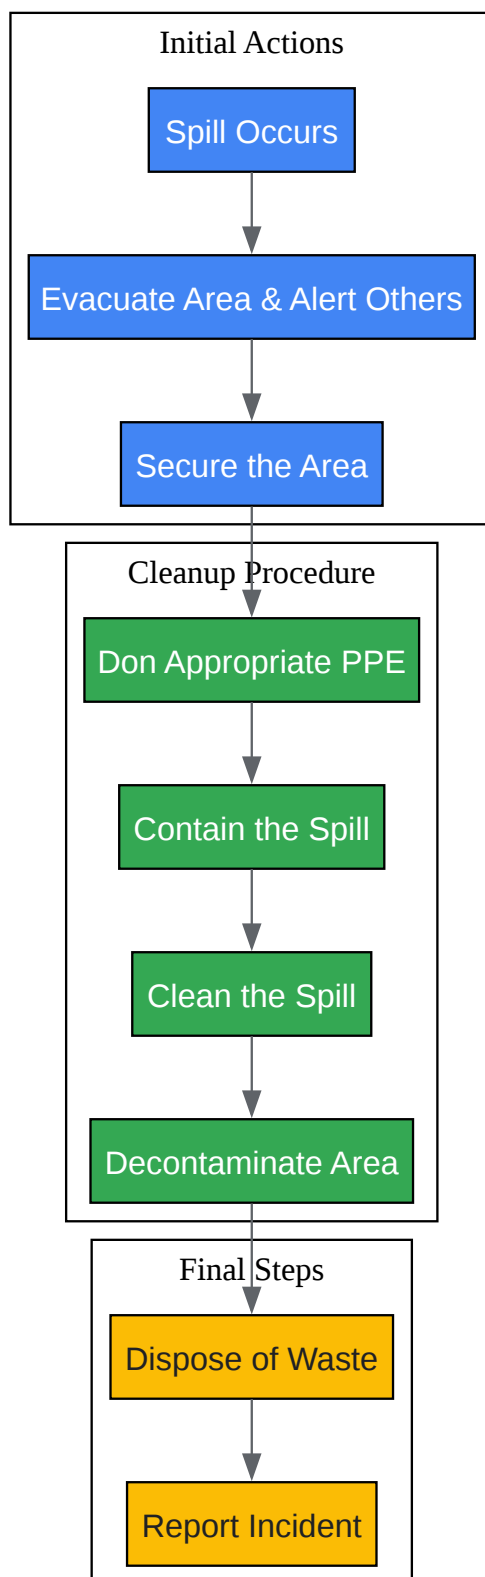 Initial Actions
Spill Occurs
Evacuate Area & Alert Others
Secure the Area
Cleanup Procedure
Don Appropriate PPE
Contain the Spill
Clean the Spill
Decontaminate Area
Final Steps
Dispose of Waste
Report Incident